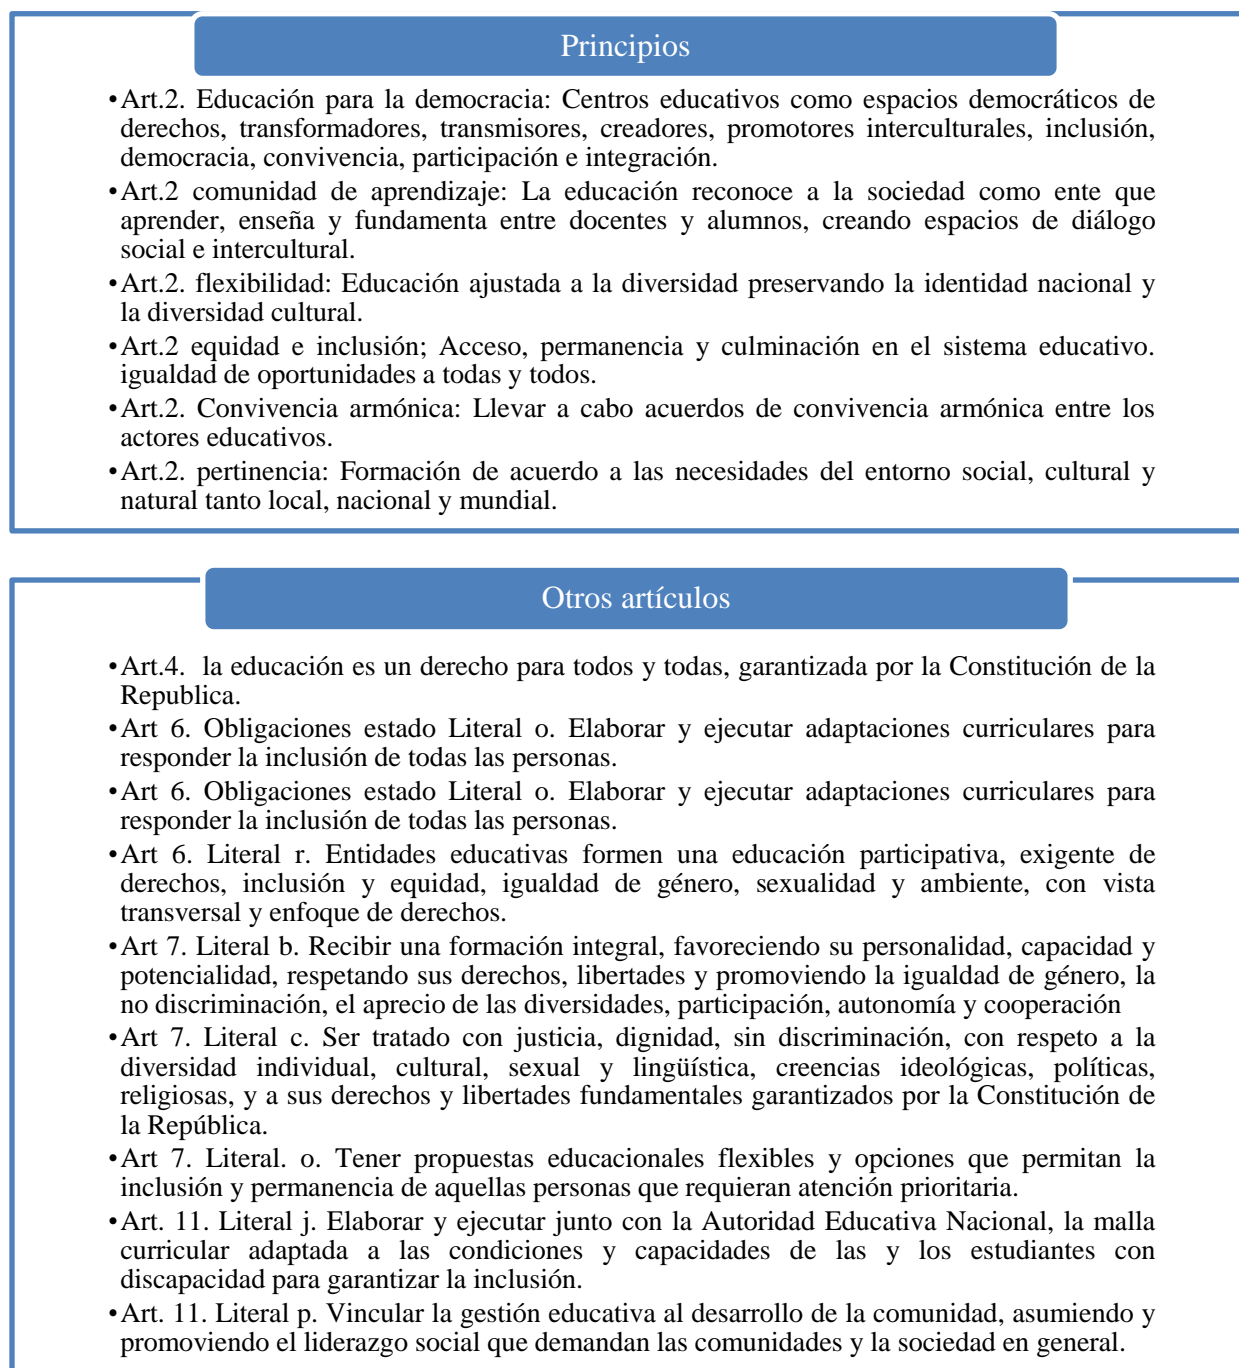 Principios
•Art.2. Educación para la democracia: Centros educativos como espacios democráticos de
derechos, transformadores, transmisores, creadores, promotores interculturales, inclusión,
democracia, convivencia, participación e integración.
•Art.2 comunidad de aprendizaje: La educación reconoce a la sociedad como ente que
aprender, enseña y fundamenta entre docentes y alumnos, creando espacios de diálogo
social e intercultural.
•Art.2. flexibilidad: Educación ajustada a la diversidad preservando la identidad nacional y
la diversidad cultural.
•Art.2 equidad e inclusión; Acceso, permanencia y culminación en el sistema educativo.
igualdad de oportunidades a todas y todos.
•Art.2. Convivencia armónica: Llevar a cabo acuerdos de convivencia armónica entre los
actores educativos.
•Art.2. pertinencia: Formación de acuerdo a las necesidades del entorno social, cultural y
natural tanto local, nacional y mundial.
Otros artículos
•Art.4. la educación es un derecho para todos y todas, garantizada por la Constitución de la
Republica.
•Art 6. Obligaciones estado Literal o. Elaborar y ejecutar adaptaciones curriculares para
responder la inclusión de todas las personas.
•Art 6. Obligaciones estado Literal o. Elaborar y ejecutar adaptaciones curriculares para
responder la inclusión de todas las personas.
•Art 6. Literal r. Entidades educativas formen una educación participativa, exigente de
derechos, inclusión y equidad, igualdad de género, sexualidad y ambiente, con vista
transversal y enfoque de derechos.
•Art 7. Literal b. Recibir una formación integral, favoreciendo su personalidad, capacidad y
potencialidad, respetando sus derechos, libertades y promoviendo la igualdad de género, la
no discriminación, el aprecio de las diversidades, participación, autonomía y cooperación
•Art 7. Literal c. Ser tratado con justicia, dignidad, sin discriminación, con respeto a la
diversidad individual, cultural, sexual y lingüística, creencias ideológicas, políticas,
religiosas, y a sus derechos y libertades fundamentales garantizados por la Constitución de
la República.
•Art 7. Literal. o. Tener propuestas educacionales flexibles y opciones que permitan la
inclusión y permanencia de aquellas personas que requieran atención prioritaria.
•Art. 11. Literal j. Elaborar y ejecutar junto con la Autoridad Educativa Nacional, la malla
curricular adaptada a las condiciones y capacidades de las y los estudiantes con
discapacidad para garantizar la inclusión.
•Art. 11. Literal p. Vincular la gestión educativa al desarrollo de la comunidad, asumiendo y
promoviendo el liderazgo social que demandan las comunidades y la sociedad en general.